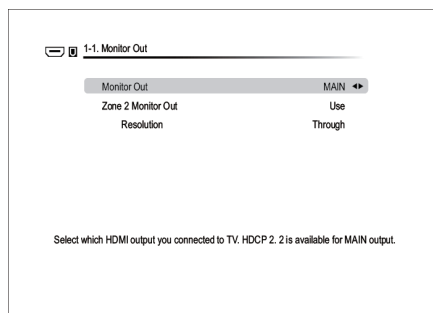 1-1. Monitor Out
Monitor Out MAIN
Zone 2 Monitor Out Use
Resolution Through
Select which HDMI output you connected to TV. HDCP 2. 2 is available for MAIN output.